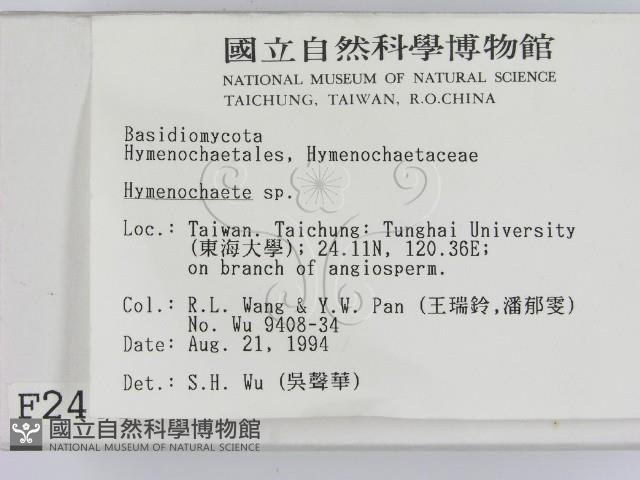 國立自然科學博物館
NATIONAL MUSEUM OF NATURAL SCIENCE
TAICHUNG, TAIWAN, R.O.CHINA
Basidiomycota
Hymenochaetales, Hymenochaetaceae
Hymenochaete sp.
Loc.: Taiwan. Taichung: Tunghai University
(東海大學); 24.11N, 120.36E;
on branch of angiosperm.
Col.: R.L. Wang & Y.W. Pan (王瑞鈴,潘郁雯)
No. Wu 9408-34
Date: Aug. 21, 1994
Det.: S.H. Wu (吳聲華)
F24
國立自然科學博物館
NATIONAL MUSEUM OF NATURAL SCIENCE